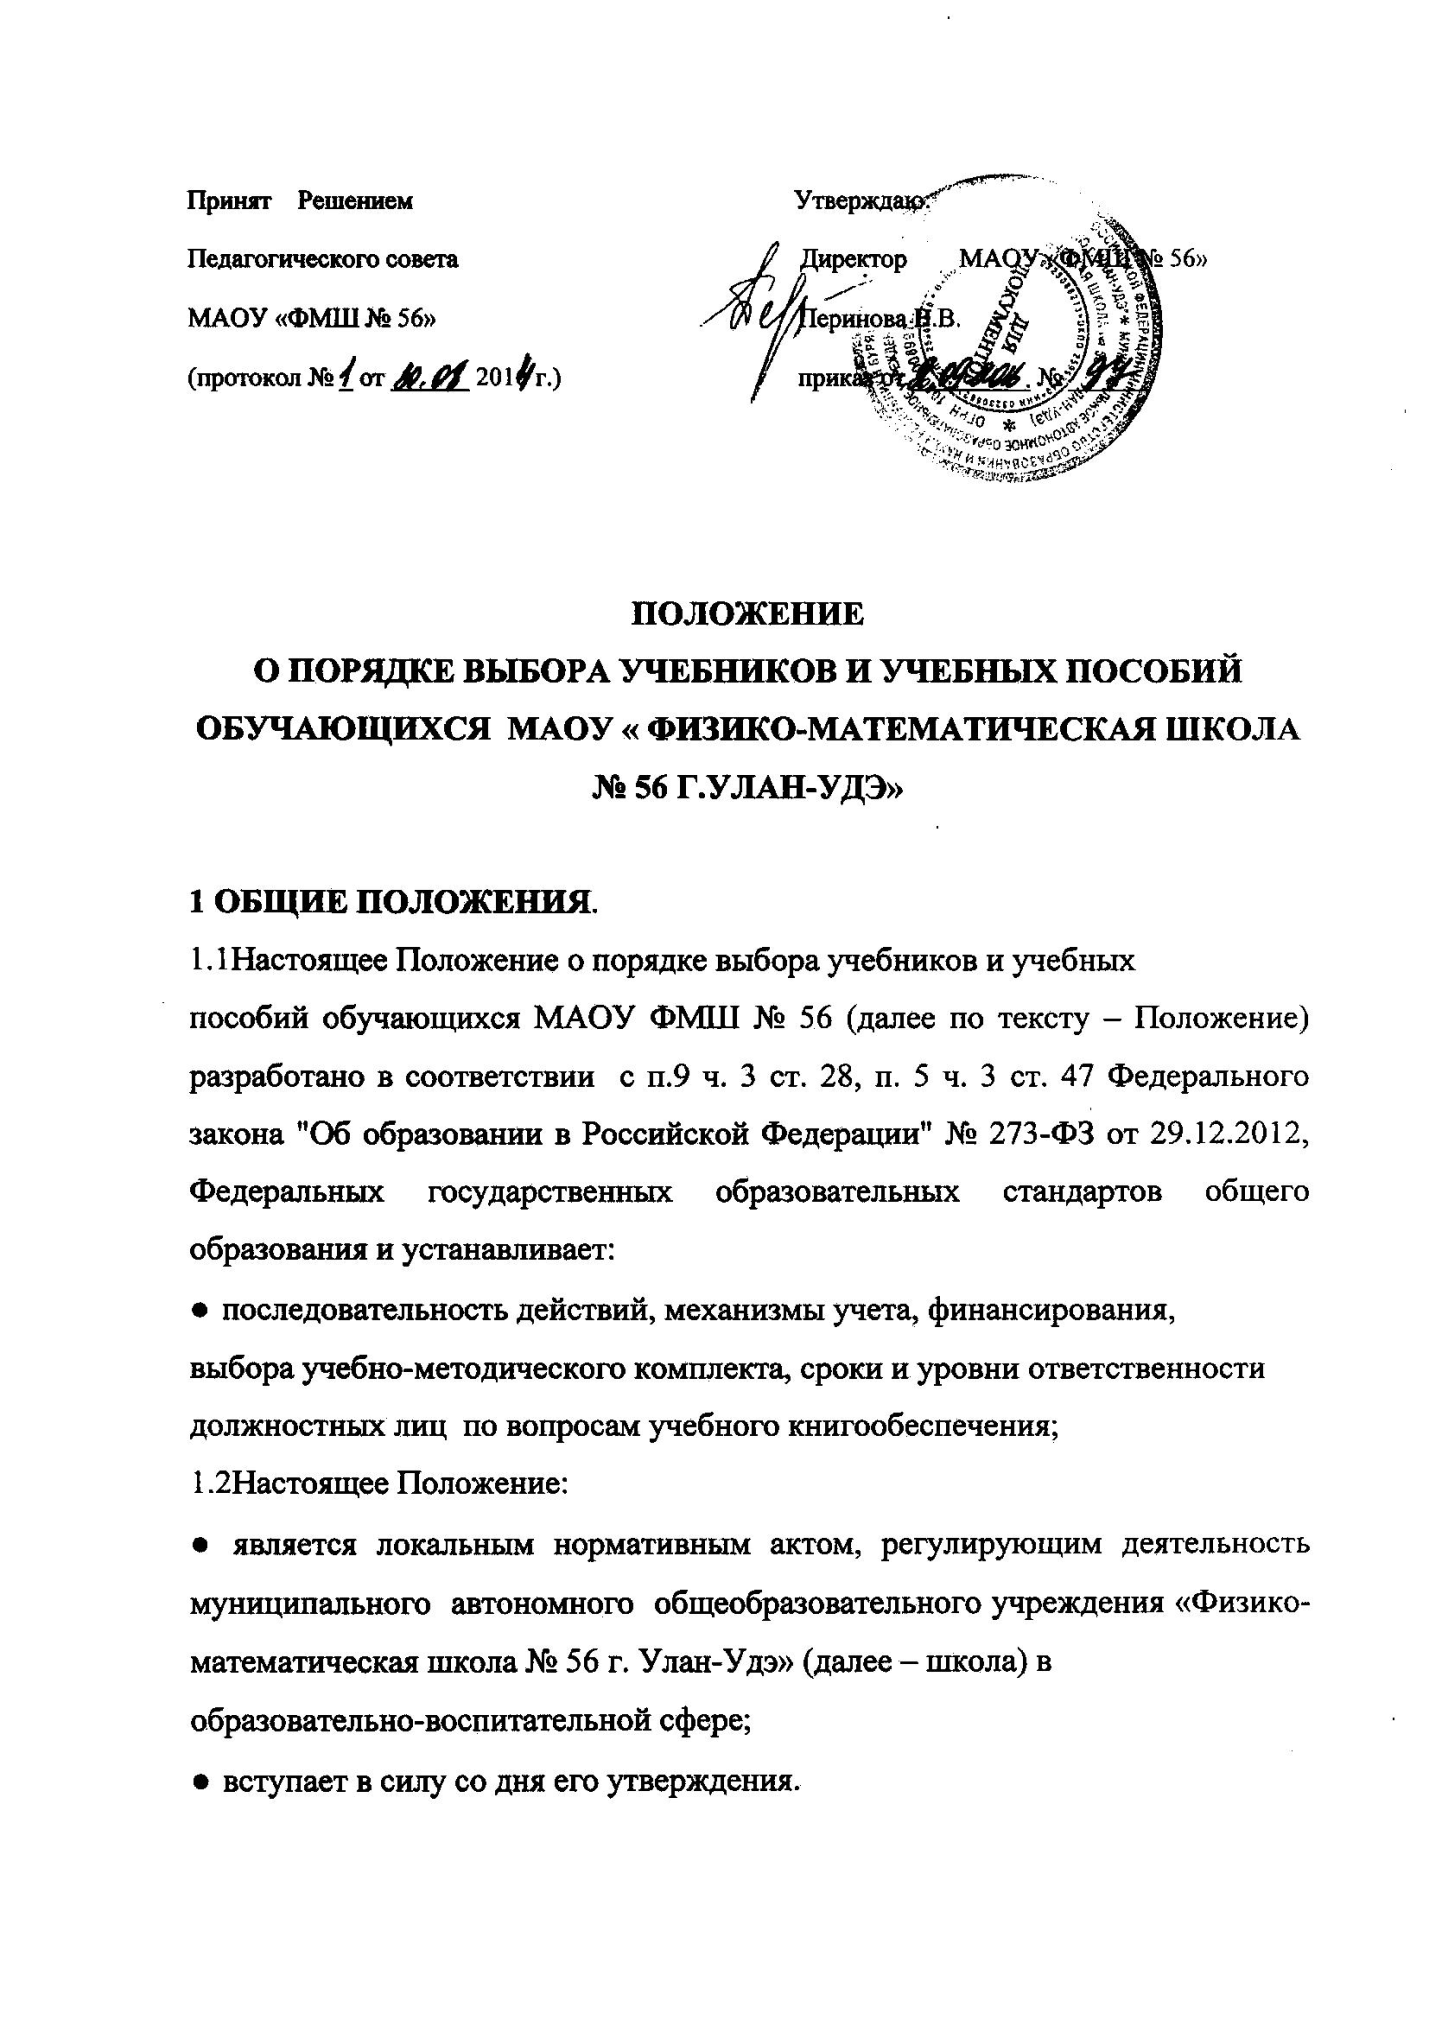 Принят Решением
Педагогического совета
МАОУ «ФМШ № 56»
(протокол № 1 от 2014 г.)
Утверждаю:
Директор МАОУ «ФМШ № 56»
Перинова
приказ от №
ДЛЯ
ДОКУМЕНТОВ
ПОЛОЖЕНИЕ
О ПОРЯДКЕ ВЫБОРА УЧЕБНИКОВ И УЧЕБНЫХ ПОСОБИЙ
ОБУЧАЮЩИХСЯ МАОУ « ФИЗИКО-МАТЕМАТИЧЕСКАЯ ШКОЛА
№ 56 Г.УЛАН-УДЭ»
1 ОБЩИЕ ПОЛОЖЕНИЯ.
1.1Настоящее Положение о порядке выбора учебников и учебных
пособий обучающихся МАОУ ФМШ № 56 (далее по тексту – Положение)
разработано в соответствии с п.9 ч. 3 ст. 28, п. 5 ч. 3 ст. 47 Федерального
закона "Об образовании в Российской Федерации" № 273-ФЗ от 29.12.2012,
Федеральных государственных образовательных стандартов общего
образования и устанавливает:
● последовательность действий, механизмы учета, финансирования,
выбора учебно-методического комплекта, сроки и уровни ответственности
должностных лиц по вопросам учебного книгообеспечения;
1.2Настоящее Положение:
● является локальным нормативным актом, регулирующим деятельность
муниципального автономного общеобразовательного учреждения «Физико-
математическая школа № 56 г. Улан-Удэ» (далее – школа) в
образовательно-воспитательной сфере;
● вступает в силу со дня его утверждения.